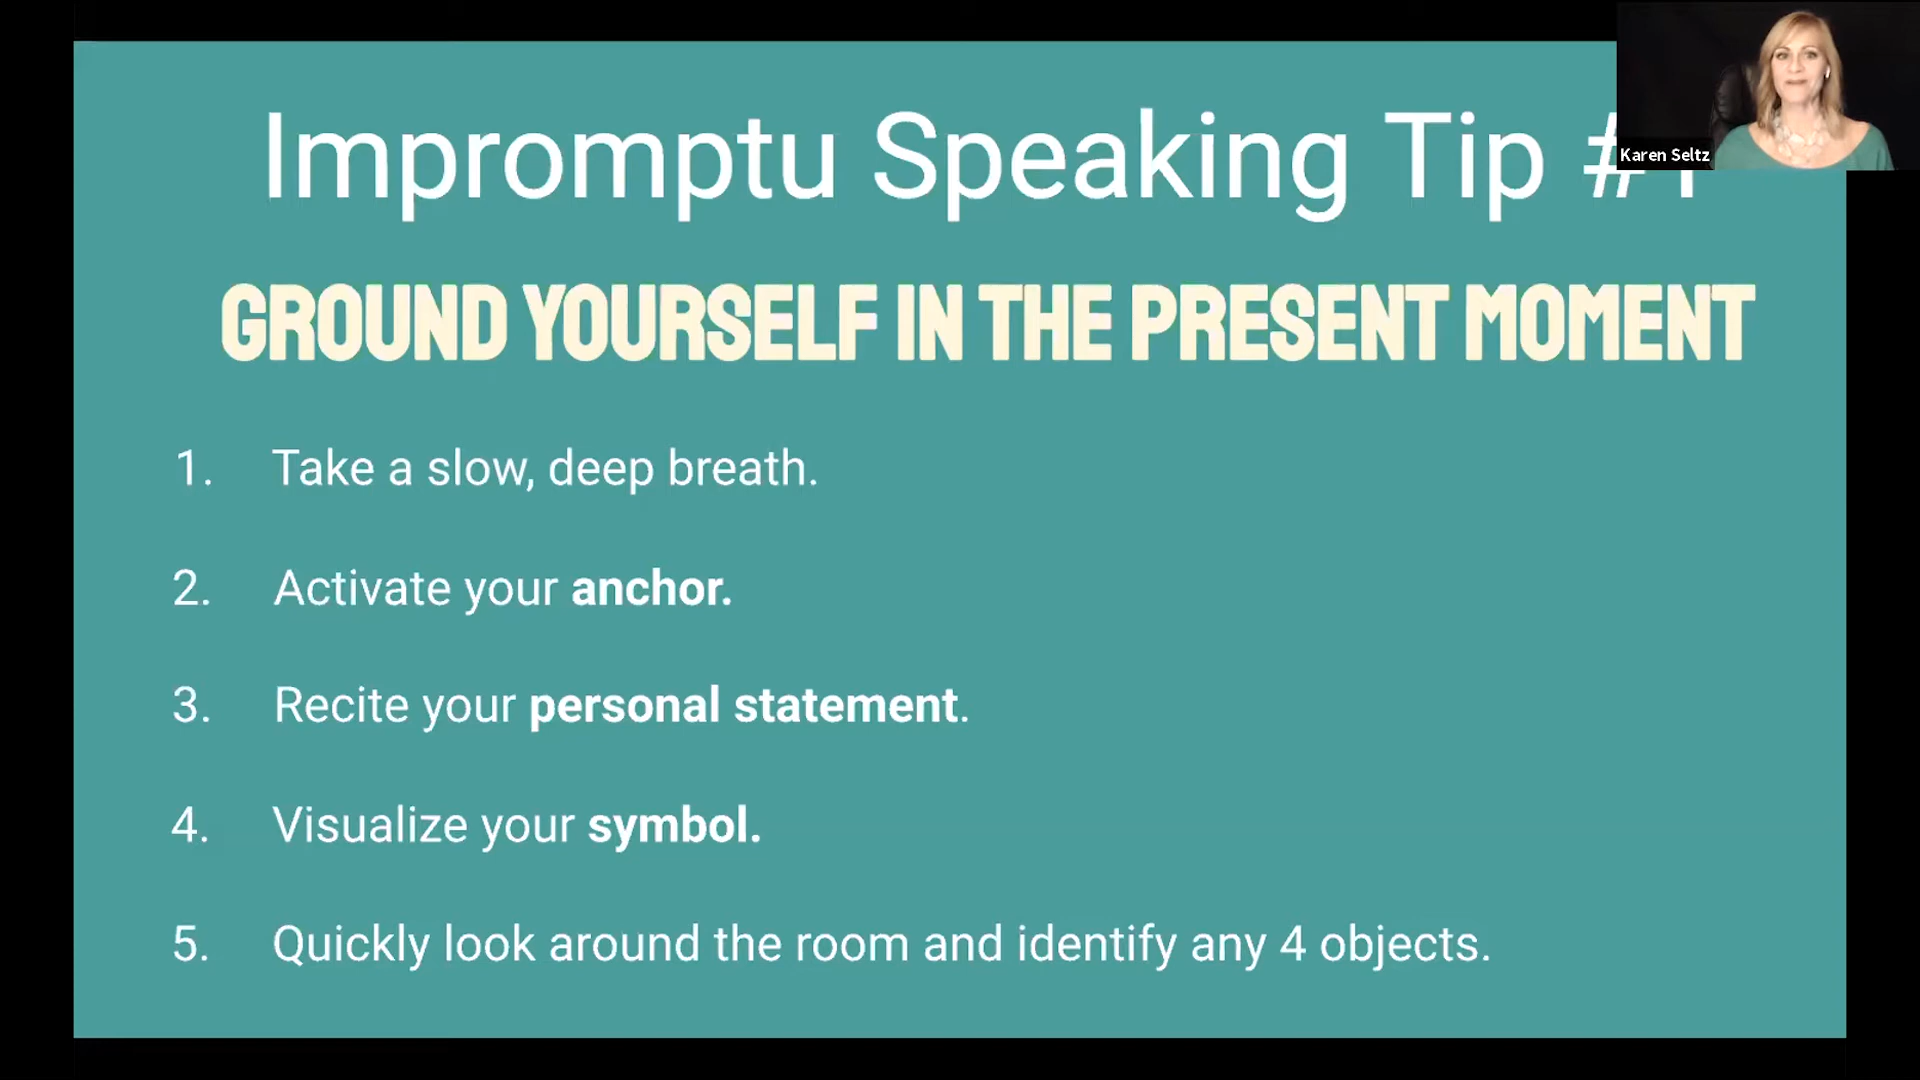 Impromptu Speaking Tip #1
Karen Seltz
GROUND YOURSELF IN THE PRESENT MOMENT
1. Take a slow, deep breath.
2. Activate your anchor.
3. Recite your personal statement.
4. Visualize your symbol.
5. Quickly look around the room and identify any 4 objects.